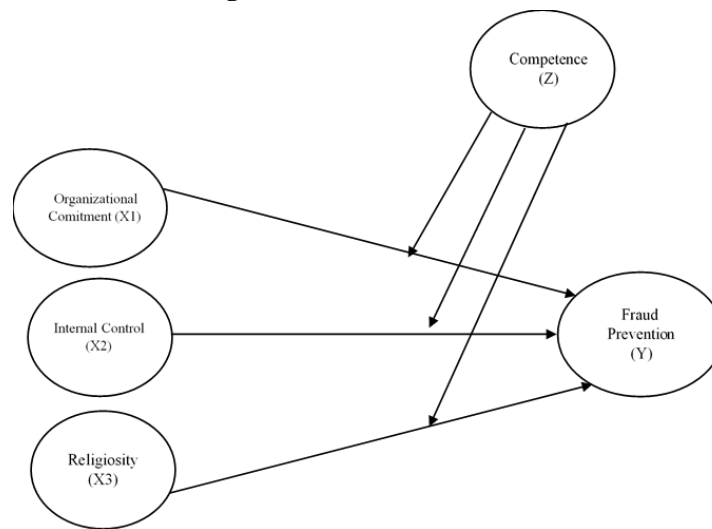 Competence
(Z)
Organizational
Comitment (X1)
Internal Control
(X2)
Fraud
Prevention
(Y)
Religiosity
(X3)